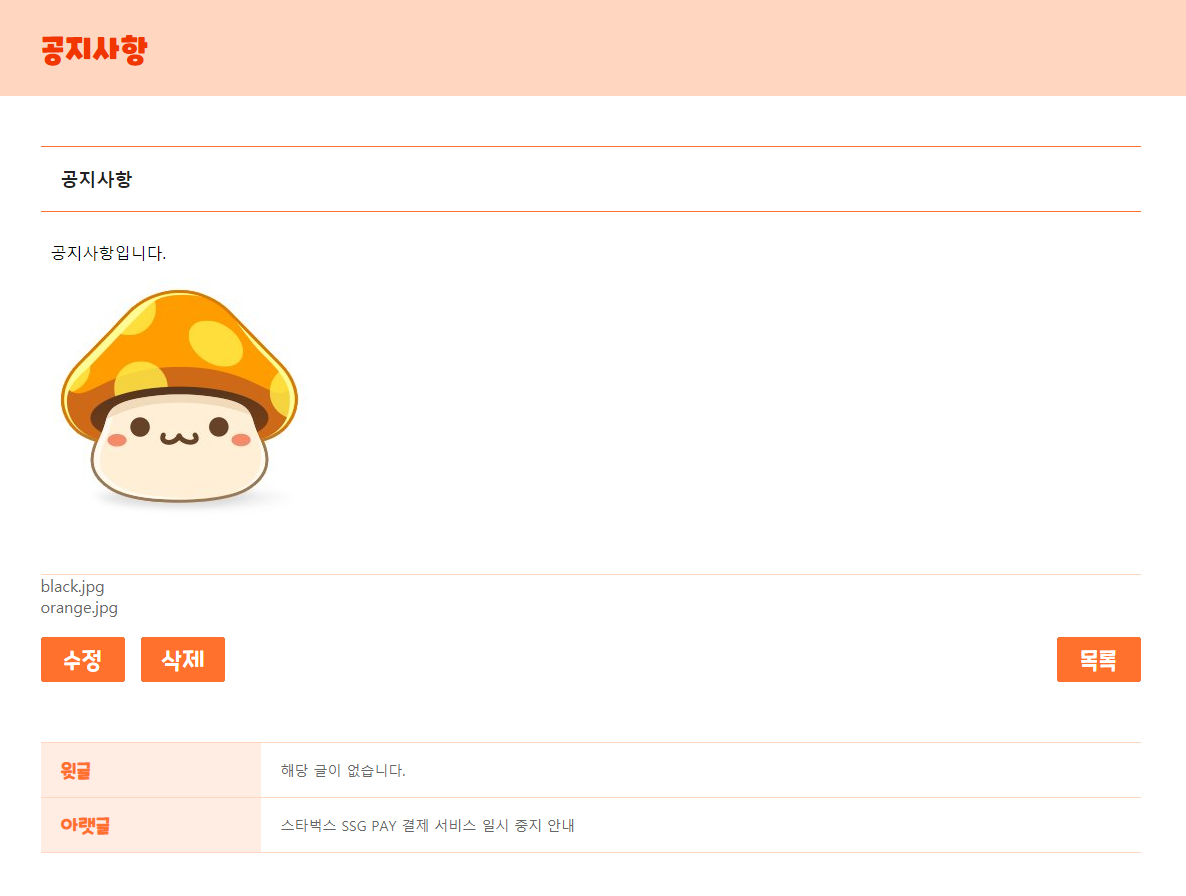 공지사항
공지사항
공지사항입니다.
black.jpg
orange.jpg
수정 삭제 목록
윗글 해당 글이 없습니다.
아랫글 스타벅스 SSG PAY 결제 서비스 일시 중지 안내